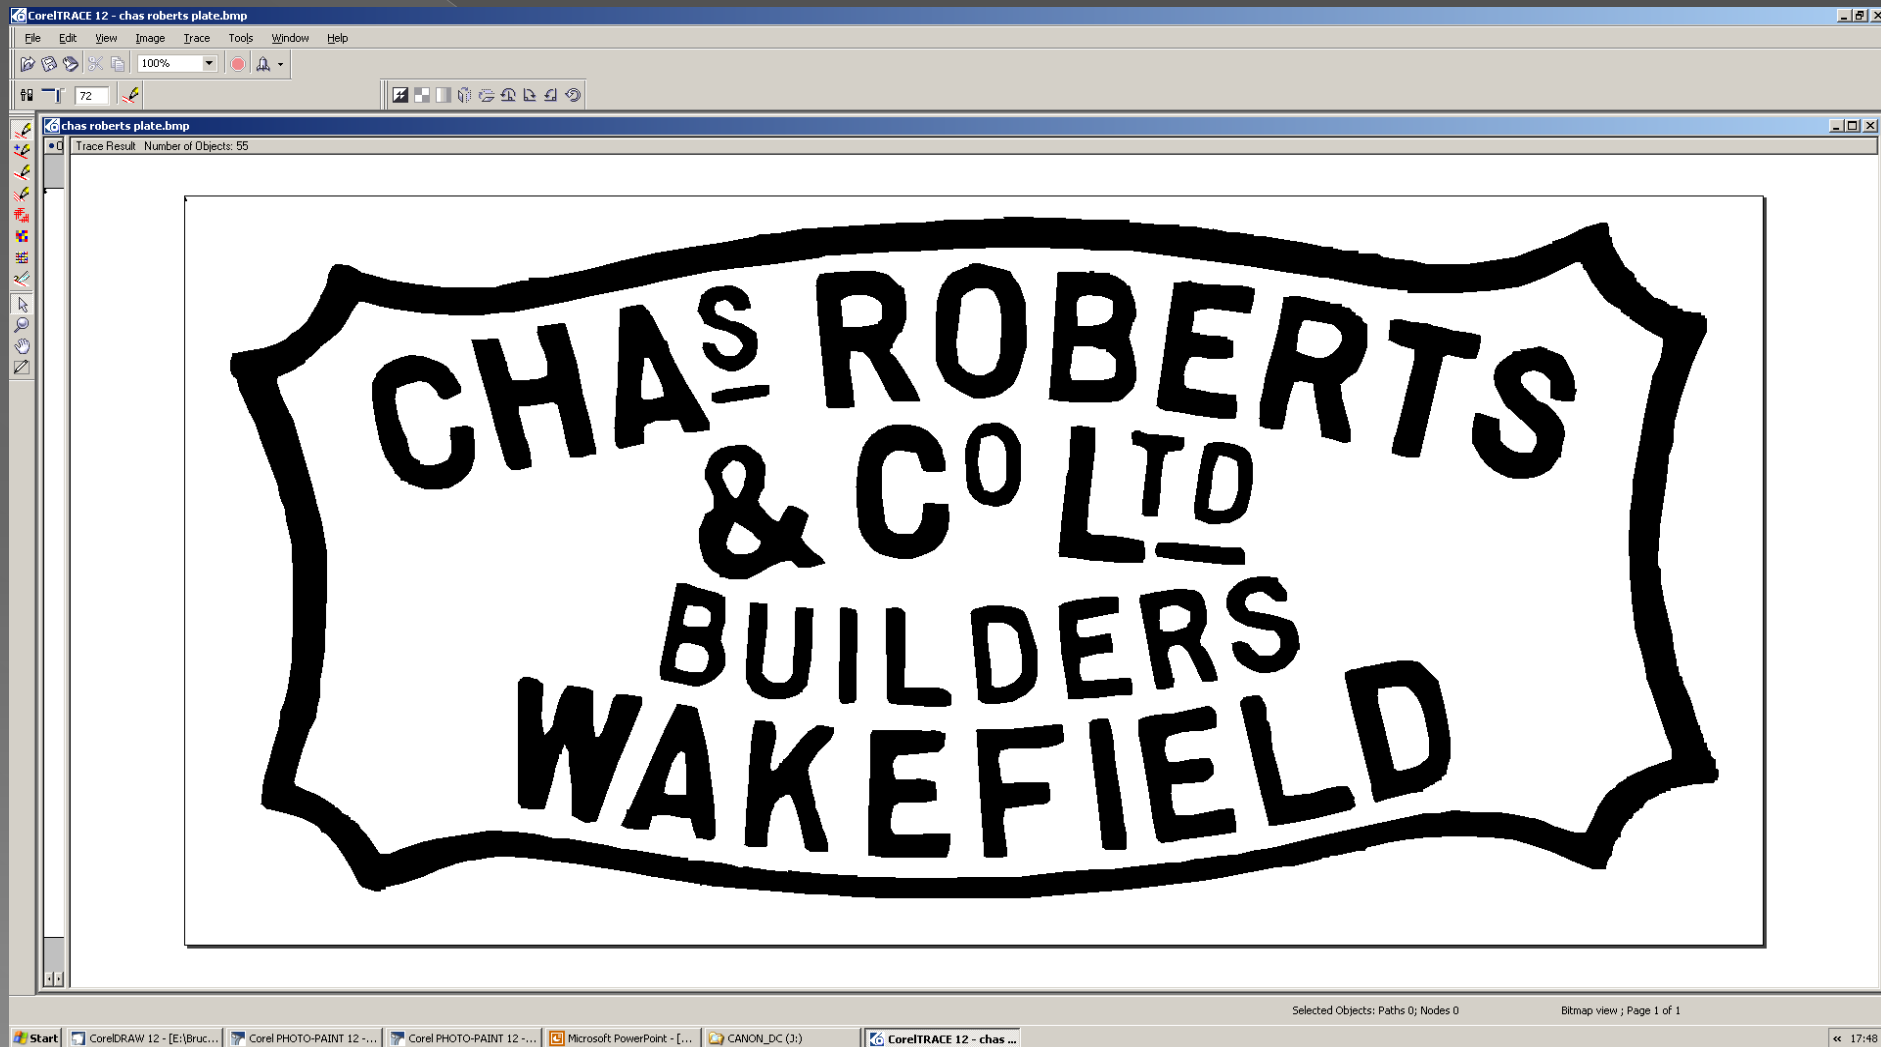 CorelTRACE 12 - chas roberts plate.bmp
File Edit View Image Trace Tools Window Help
100%
72
chas roberts plate.bmp
Trace Result Number of Objects: 55
CHAS ROBERTS
& CO LTD
BUILDERS
WAKEFIELD
Selected Objects: Paths 0; Nodes 0 Bitmap view ; Page 1 of 1
Start CorelDRAW 12 - [E:\Bruc... Corel PHOTO-PAINT 12 -... Corel PHOTO-PAINT 12 -... Microsoft PowerPoint - [... CANON_DC (J:) CorelTRACE 12 - chas ... « 17:48